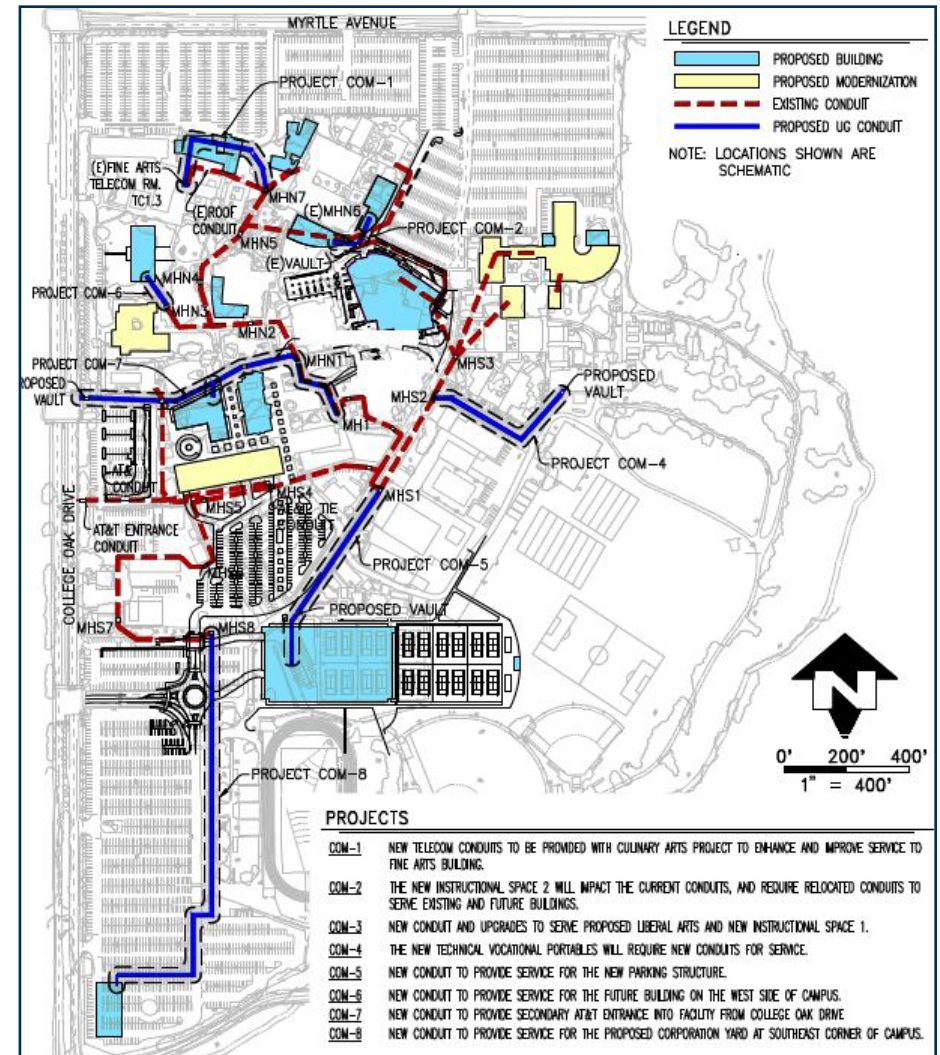 MYRTLE AVENUE
LEGEND
PROPOSED BUILDING
PROPOSED MODERNIZATION
EXISTING CONDUIT
PROPOSED UG CONDUIT
NOTE: LOCATIONS SHOWN ARE
SCHEMATIC
PROJECT COM-1
(E)FINE ARTS
TELECOM RM.
TC1.3
(E)ROOF
CONDUIT
MHN7
(E)MHN6
MHN5
PROJECT COM-2
(E)VAULT
MHN4
PROJECT COM-6
MHN3
MHN2
PROJECT COM-7
MHN1
MHS3
ROPOSED
VAULT
MHS2
PROPOSED
VAULT
MH1
PROJECT COM-4
AT&T
CONDUIT
MHS4
MHS1
MHS5
TIE
CONDUIT
AT&T ENTRANCE
CONDUIT
COLLEGE OAK DRIVE
PROJECT COM-5
MHS6
PROPOSED VAULT
MHS7
MHS8
N
0' 200' 400'
1" = 400'
PROJECT COM-8
PROJECTS
COM-1 NEW TELECOM CONDUITS TO BE PROVIDED WITH CULINARY ARTS PROJECT TO ENHANCE AND IMPROVE SERVICE TO
FINE ARTS BUILDING.
COM-2 THE NEW INSTRUCTIONAL SPACE 2 WILL IMPACT THE CURRENT CONDUITS, AND REQUIRE RELOCATED CONDUITS TO
SERVE EXISTING AND FUTURE BUILDINGS.
COM-3 NEW CONDUIT AND UPGRADES TO SERVE PROPOSED LIBERAL ARTS AND NEW INSTRUCTIONAL SPACE 1.
COM-4 THE NEW TECHNICAL VOCATIONAL PORTABLES WILL REQUIRE NEW CONDUITS FOR SERVICE.
COM-5 NEW CONDUIT TO PROVIDE SERVICE FOR THE NEW PARKING STRUCTURE.
COM-6 NEW CONDUIT TO PROVIDE SERVICE FOR THE FUTURE BUILDING ON THE WEST SIDE OF CAMPUS.
COM-7 NEW CONDUIT TO PROVIDE SECONDARY AT&T ENTRANCE INTO FACILITY FROM COLLEGE OAK DRIVE
COM-8 NEW CONDUIT TO PROVIDE SERVICE FOR THE PROPOSED CORPORATION YARD AT SOUTHEAST CORNER OF CAMPUS.